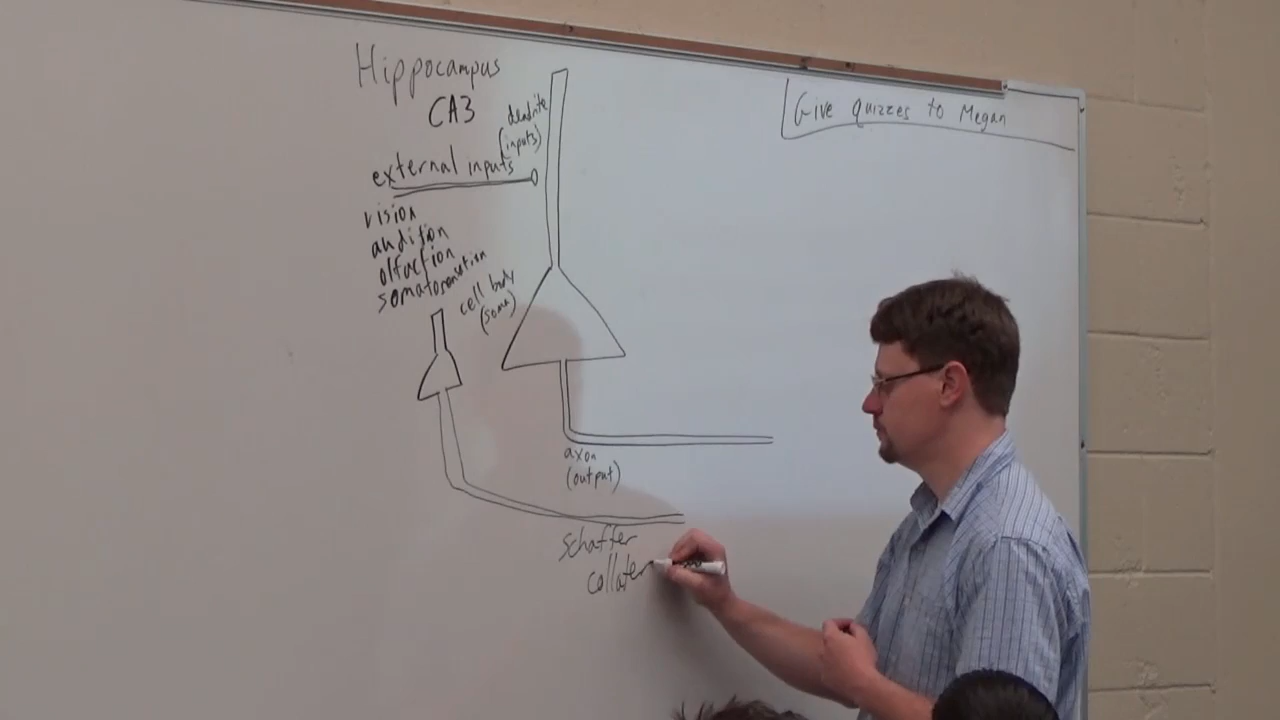 Hippocampus
CA3
dendrite
(inputs)
external inputs
vision
audition
olfaction
somatosensation
cell body
(soma)
axon
(output)
schaffer
collater
Give Quizzes to Megan